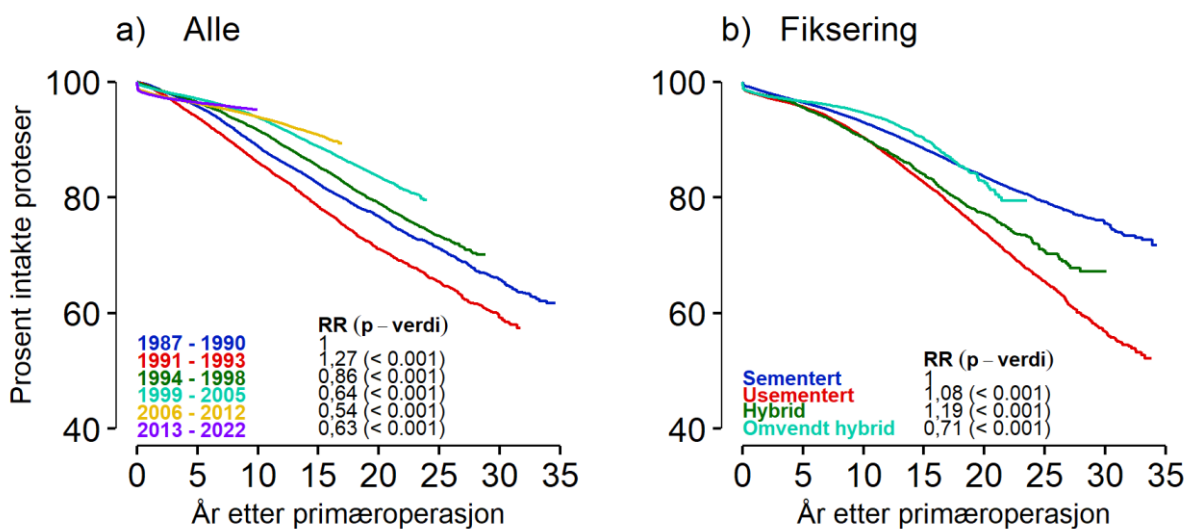 a) Alle
Prosent intakte proteser
100
80
60
40
RR (p – verdi)
1987 - 1990 1
1991 - 1993 1,27 (< 0.001)
1994 - 1998 0,86 (< 0.001)
1999 - 2005 0,64 (< 0.001)
2006 - 2012 0,54 (< 0.001)
2013 - 2022 0,63 (< 0.001)
0 5 10 15 20 25 30 35
År etter primæroperasjon
b) Fiksering
100
80
60
40
RR (p – verdi)
Sementert 1
Usementert 1,08 (< 0.001)
Hybrid 1,19 (< 0.001)
Omvendt hybrid 0,71 (< 0.001)
0 5 10 15 20 25 30 35
År etter primæroperasjon